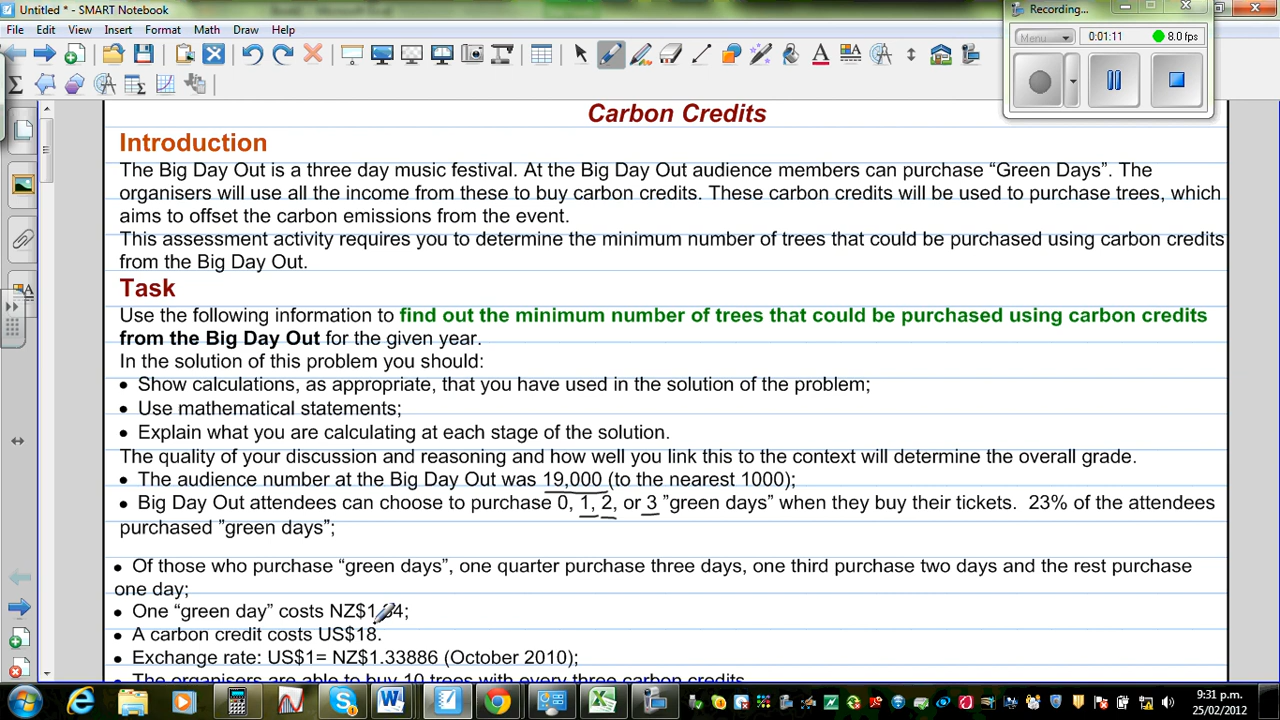 Untitled * - SMART Notebook
Recording...
File Edit View Insert Format Math Draw Help
Menu
0:01:11
8.0 fps
Carbon Credits
Introduction
The Big Day Out is a three day music festival. At the Big Day Out audience members can purchase “Green Days”. The
organisers will use all the income from these to buy carbon credits. These carbon credits will be used to purchase trees, which
aims to offset the carbon emissions from the event.
This assessment activity requires you to determine the minimum number of trees that could be purchased using carbon credits
from the Big Day Out.
Task
Use the following information to find out the minimum number of trees that could be purchased using carbon credits
from the Big Day Out for the given year.
In the solution of this problem you should:
• Show calculations, as appropriate, that you have used in the solution of the problem;
• Use mathematical statements;
• Explain what you are calculating at each stage of the solution.
The quality of your discussion and reasoning and how well you link this to the context will determine the overall grade.
• The audience number at the Big Day Out was 19,000 (to the nearest 1000);
• Big Day Out attendees can choose to purchase 0, 1, 2, or 3 ”green days” when they buy their tickets. 23% of the attendees
purchased ”green days”;
• Of those who purchase “green days”, one quarter purchase three days, one third purchase two days and the rest purchase
one day;
• One “green day” costs
• A carbon credit costs US$18.
• Exchange rate: US$1= NZ$1.33886 (October 2010);
• The organisers are able to buy 10 trees with every three carbon credits
9:31 p.m.
25/02/2012